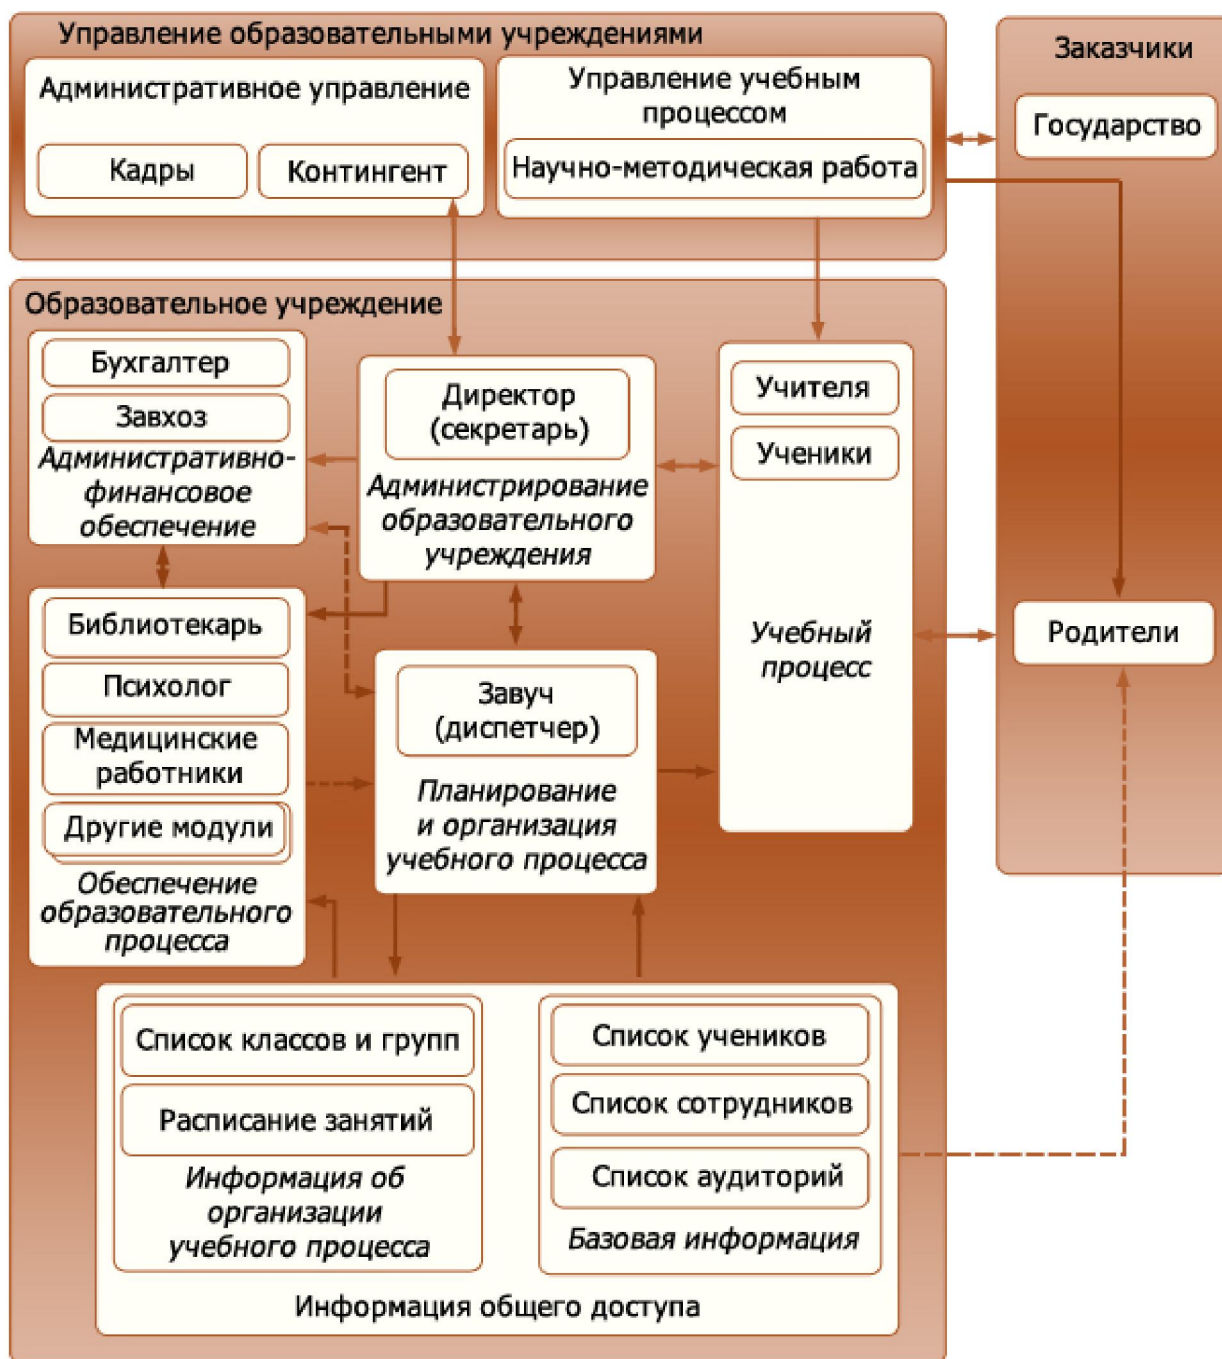 Управление образовательными учреждениями
Административное управление
Кадры
Контингент
Управление учебным
процессом
Научно-методическая работа
Заказчики
Государство
Родители
Образовательное учреждение
Бухгалтер
Завхоз
Административно-
финансовое
обеспечение
Директор
(секретарь)
Администрирование
образовательного
учреждения
Учителя
Ученики
Учебный
процесс
Библиотекарь
Психолог
Медицинские
работники
Другие модули
Обеспечение
образовательного
процесса
Завуч
(диспетчер)
Планирование
и организация
учебного процесса
Список классов и групп
Расписание занятий
Информация об
организации
учебного процесса
Список учеников
Список сотрудников
Список аудиторий
Базовая информация
Информация общего доступа